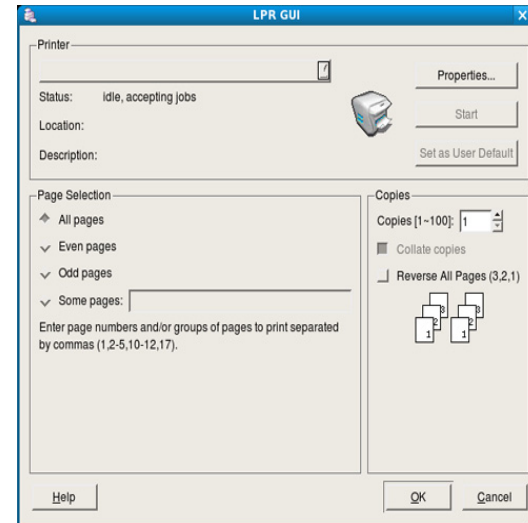 LPR GUI
X
Printer
Properties...
Status: idle, accepting jobs
Start
Location:
Set as User Default
Description:
Page Selection
All pages
Even pages
Odd pages
Some pages:
Enter page numbers and/or groups of pages to print separated
by commas (1,2-5,10-12,17).
Copies
Copies [1~100]: 1
Collate copies
Reverse All Pages (3,2,1)
3 3
2 2
1 1
Help
OK
Cancel